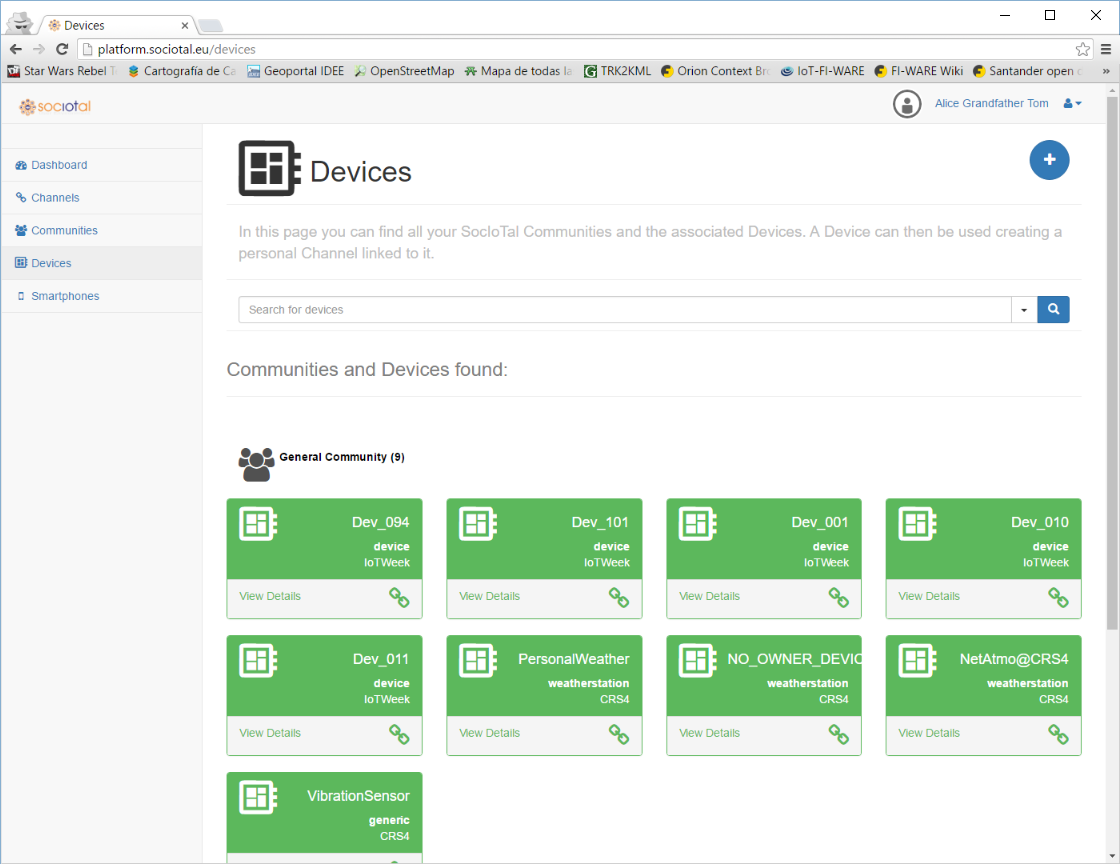 Devices
platform.sociotal.eu/devices
Star Wars Rebel T
Cartografía de Ca
Geoportal IDEE
OpenStreetMap
Mapa de todas la
TRK2KML
Orion Context Bro
IoT-FI-WARE
FI-WARE Wiki
Santander open d
»
sociotal
Alice Grandfather Tom
Dashboard
Channels
Communities
Devices
Smartphones
Devices
In this page you can find all your SocIoTal Communities and the associated Devices. A Device can then be used creating a
personal Channel linked to it.
Search for devices
Communities and Devices found:
General Community (9)
Dev_094
device
IoTWeek
View Details
Dev_101
device
IoTWeek
View Details
Dev_001
device
IoTWeek
View Details
Dev_010
device
IoTWeek
View Details
Dev_011
device
IoTWeek
View Details
PersonalWeather
weatherstation
CRS4
View Details
NO_OWNER_DEVIC
weatherstation
CRS4
View Details
NetAtmo@CRS4
weatherstation
CRS4
View Details
VibrationSensor
generic
CRS4